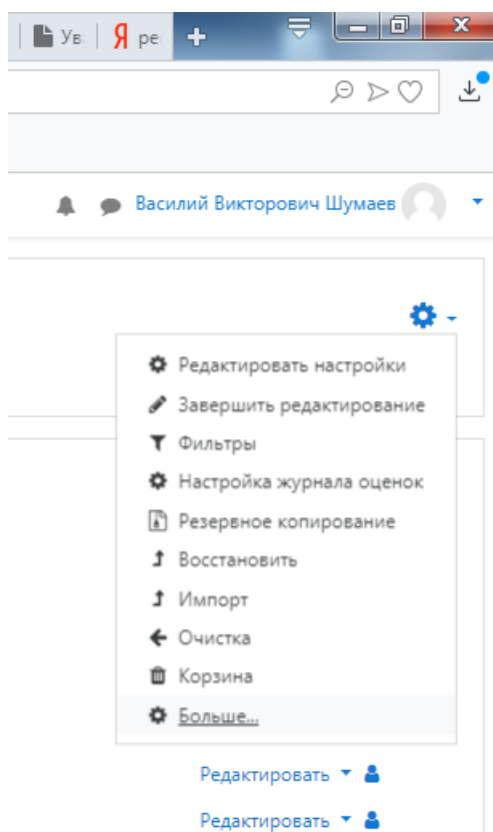 Ув Я ре
Василий Викторович Шумаев
Редактировать настройки
Завершить редактирование
Фильтры
Настройка журнала оценок
Резервное копирование
Восстановить
Импорт
Очистка
Корзина
Больше...
Редактировать
Редактировать